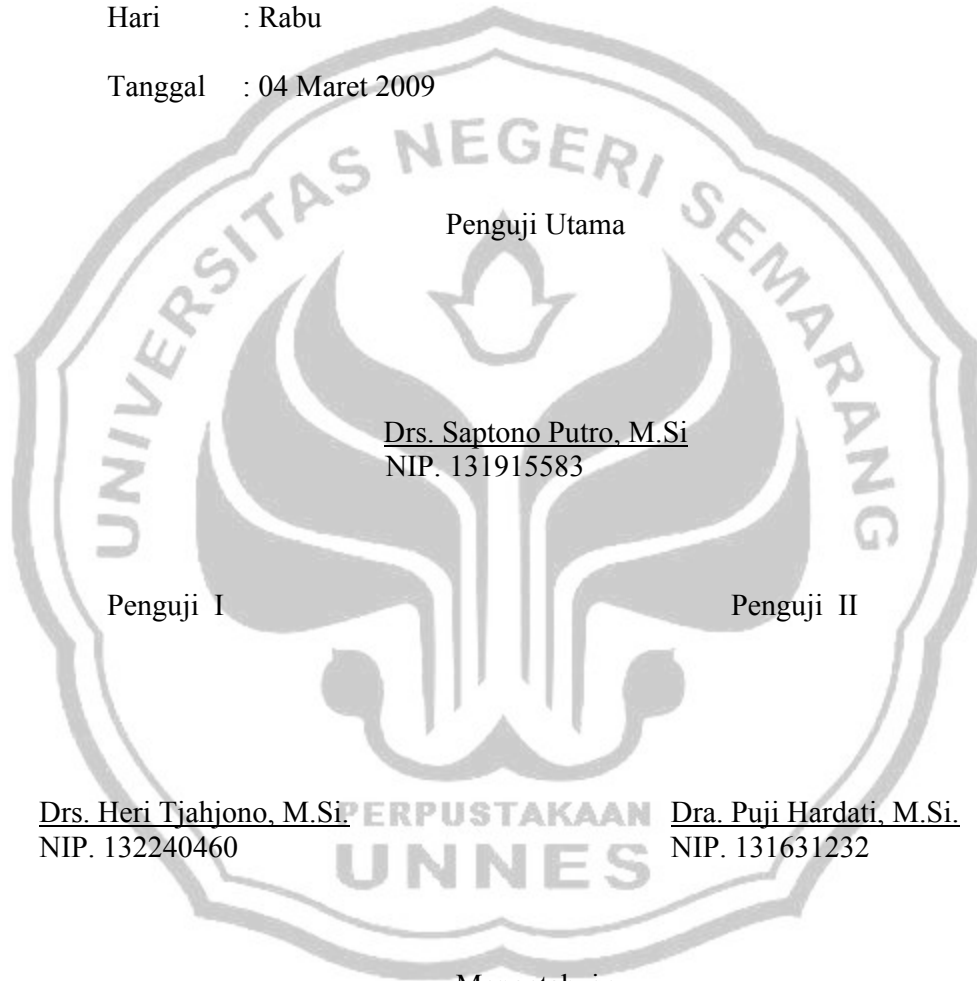 Hari : Rabu
Tanggal : 04 Maret 2009
UNIVERSITAS NEGERI SEMARANG
Penguji Utama
Drs. Saptono Putro, M.Si
NIP. 131915583
Penguji I Penguji II
Drs. Heri Tjahjono, M.Si. Dra. Puji Hardati, M.Si.
NIP. 132240460 NIP. 131631232
PERPUSTAKAAN
UNNES